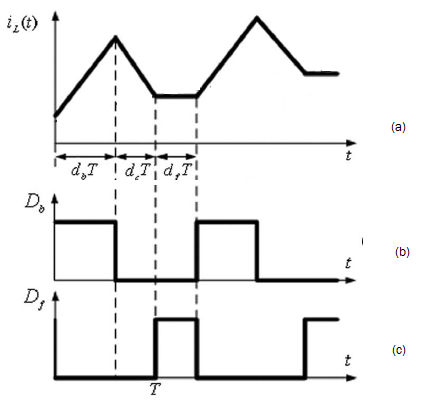 i_L(t)
(a)
t
d_bT d_cT d_fT
D_b
t
(b)
D_f
t
(c)
T